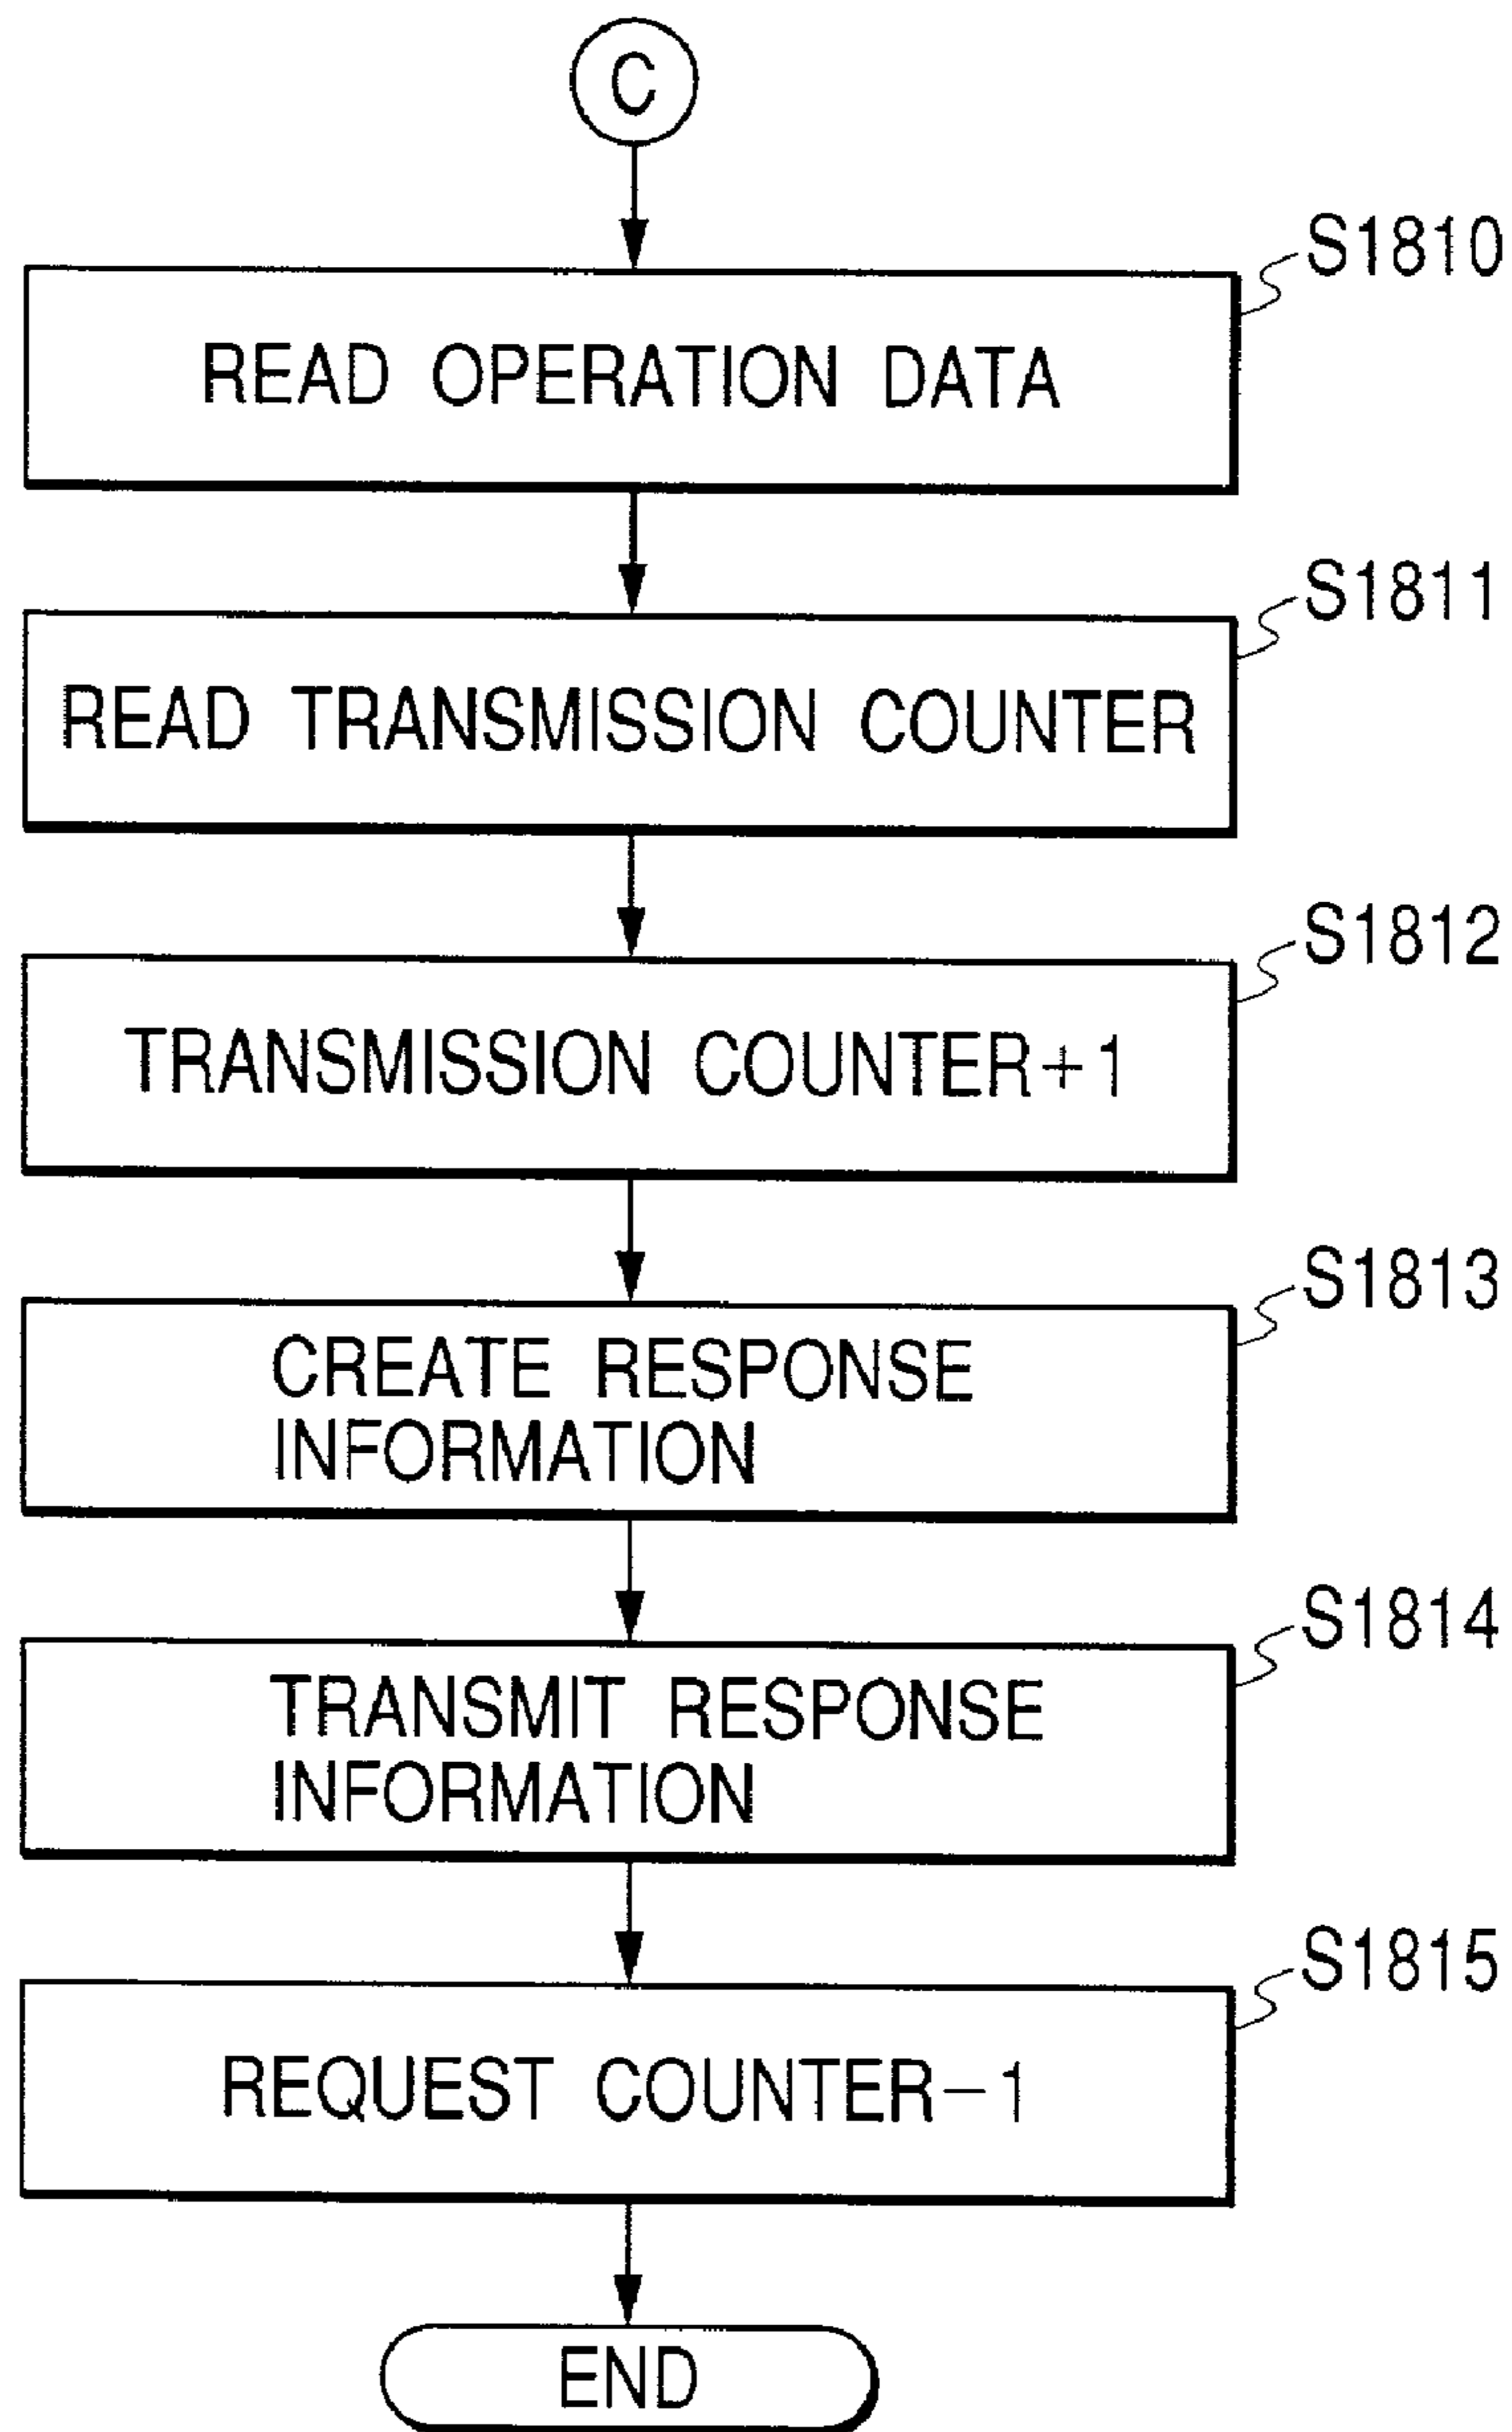 C
S1810
READ OPERATION DATA
S1811
READ TRANSMISSION COUNTER
S1812
TRANSMISSION COUNTER+1
S1813
CREATE RESPONSE
INFORMATION
S1814
TRANSMIT RESPONSE
INFORMATION
S1815
REQUEST COUNTER−1
END